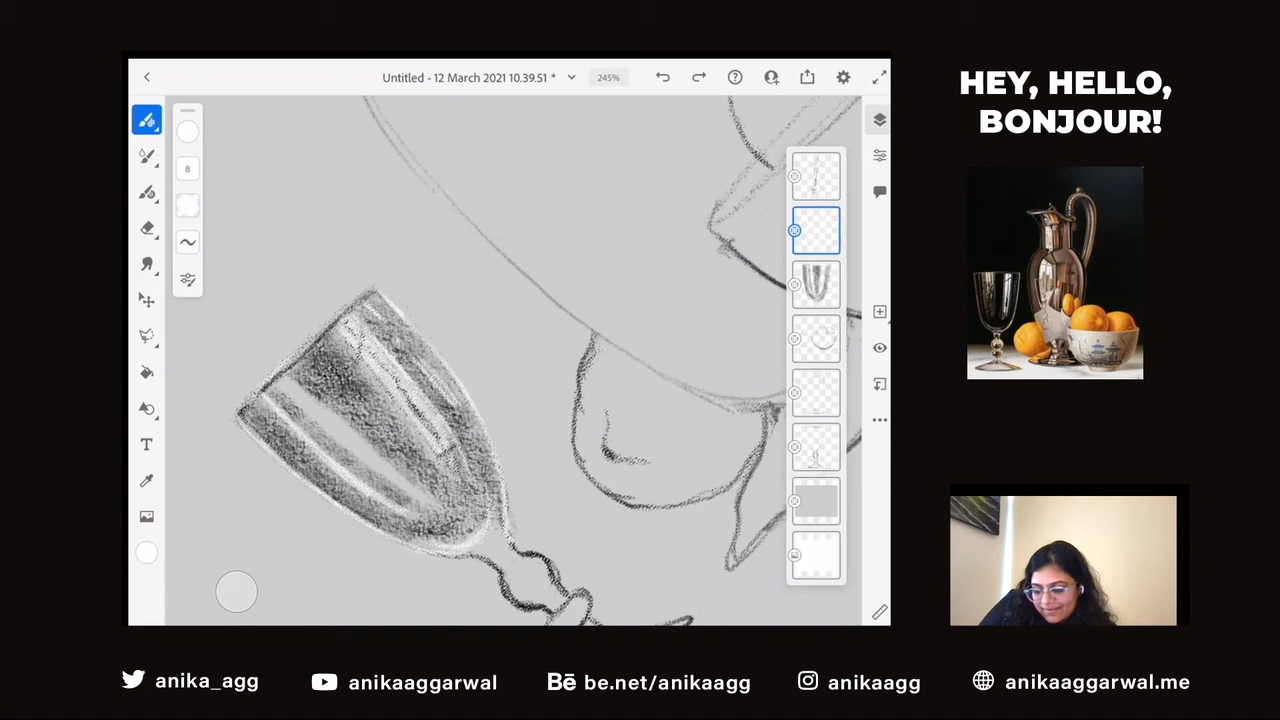 Untitled - 12 March 2021 10.39.51 *
245%
HEY, HELLO,
BONJOUR!
8
T
anika_agg
anikaaggarwal
Bē be.net/anikaagg
anikaagg
anikaaggarwal.me